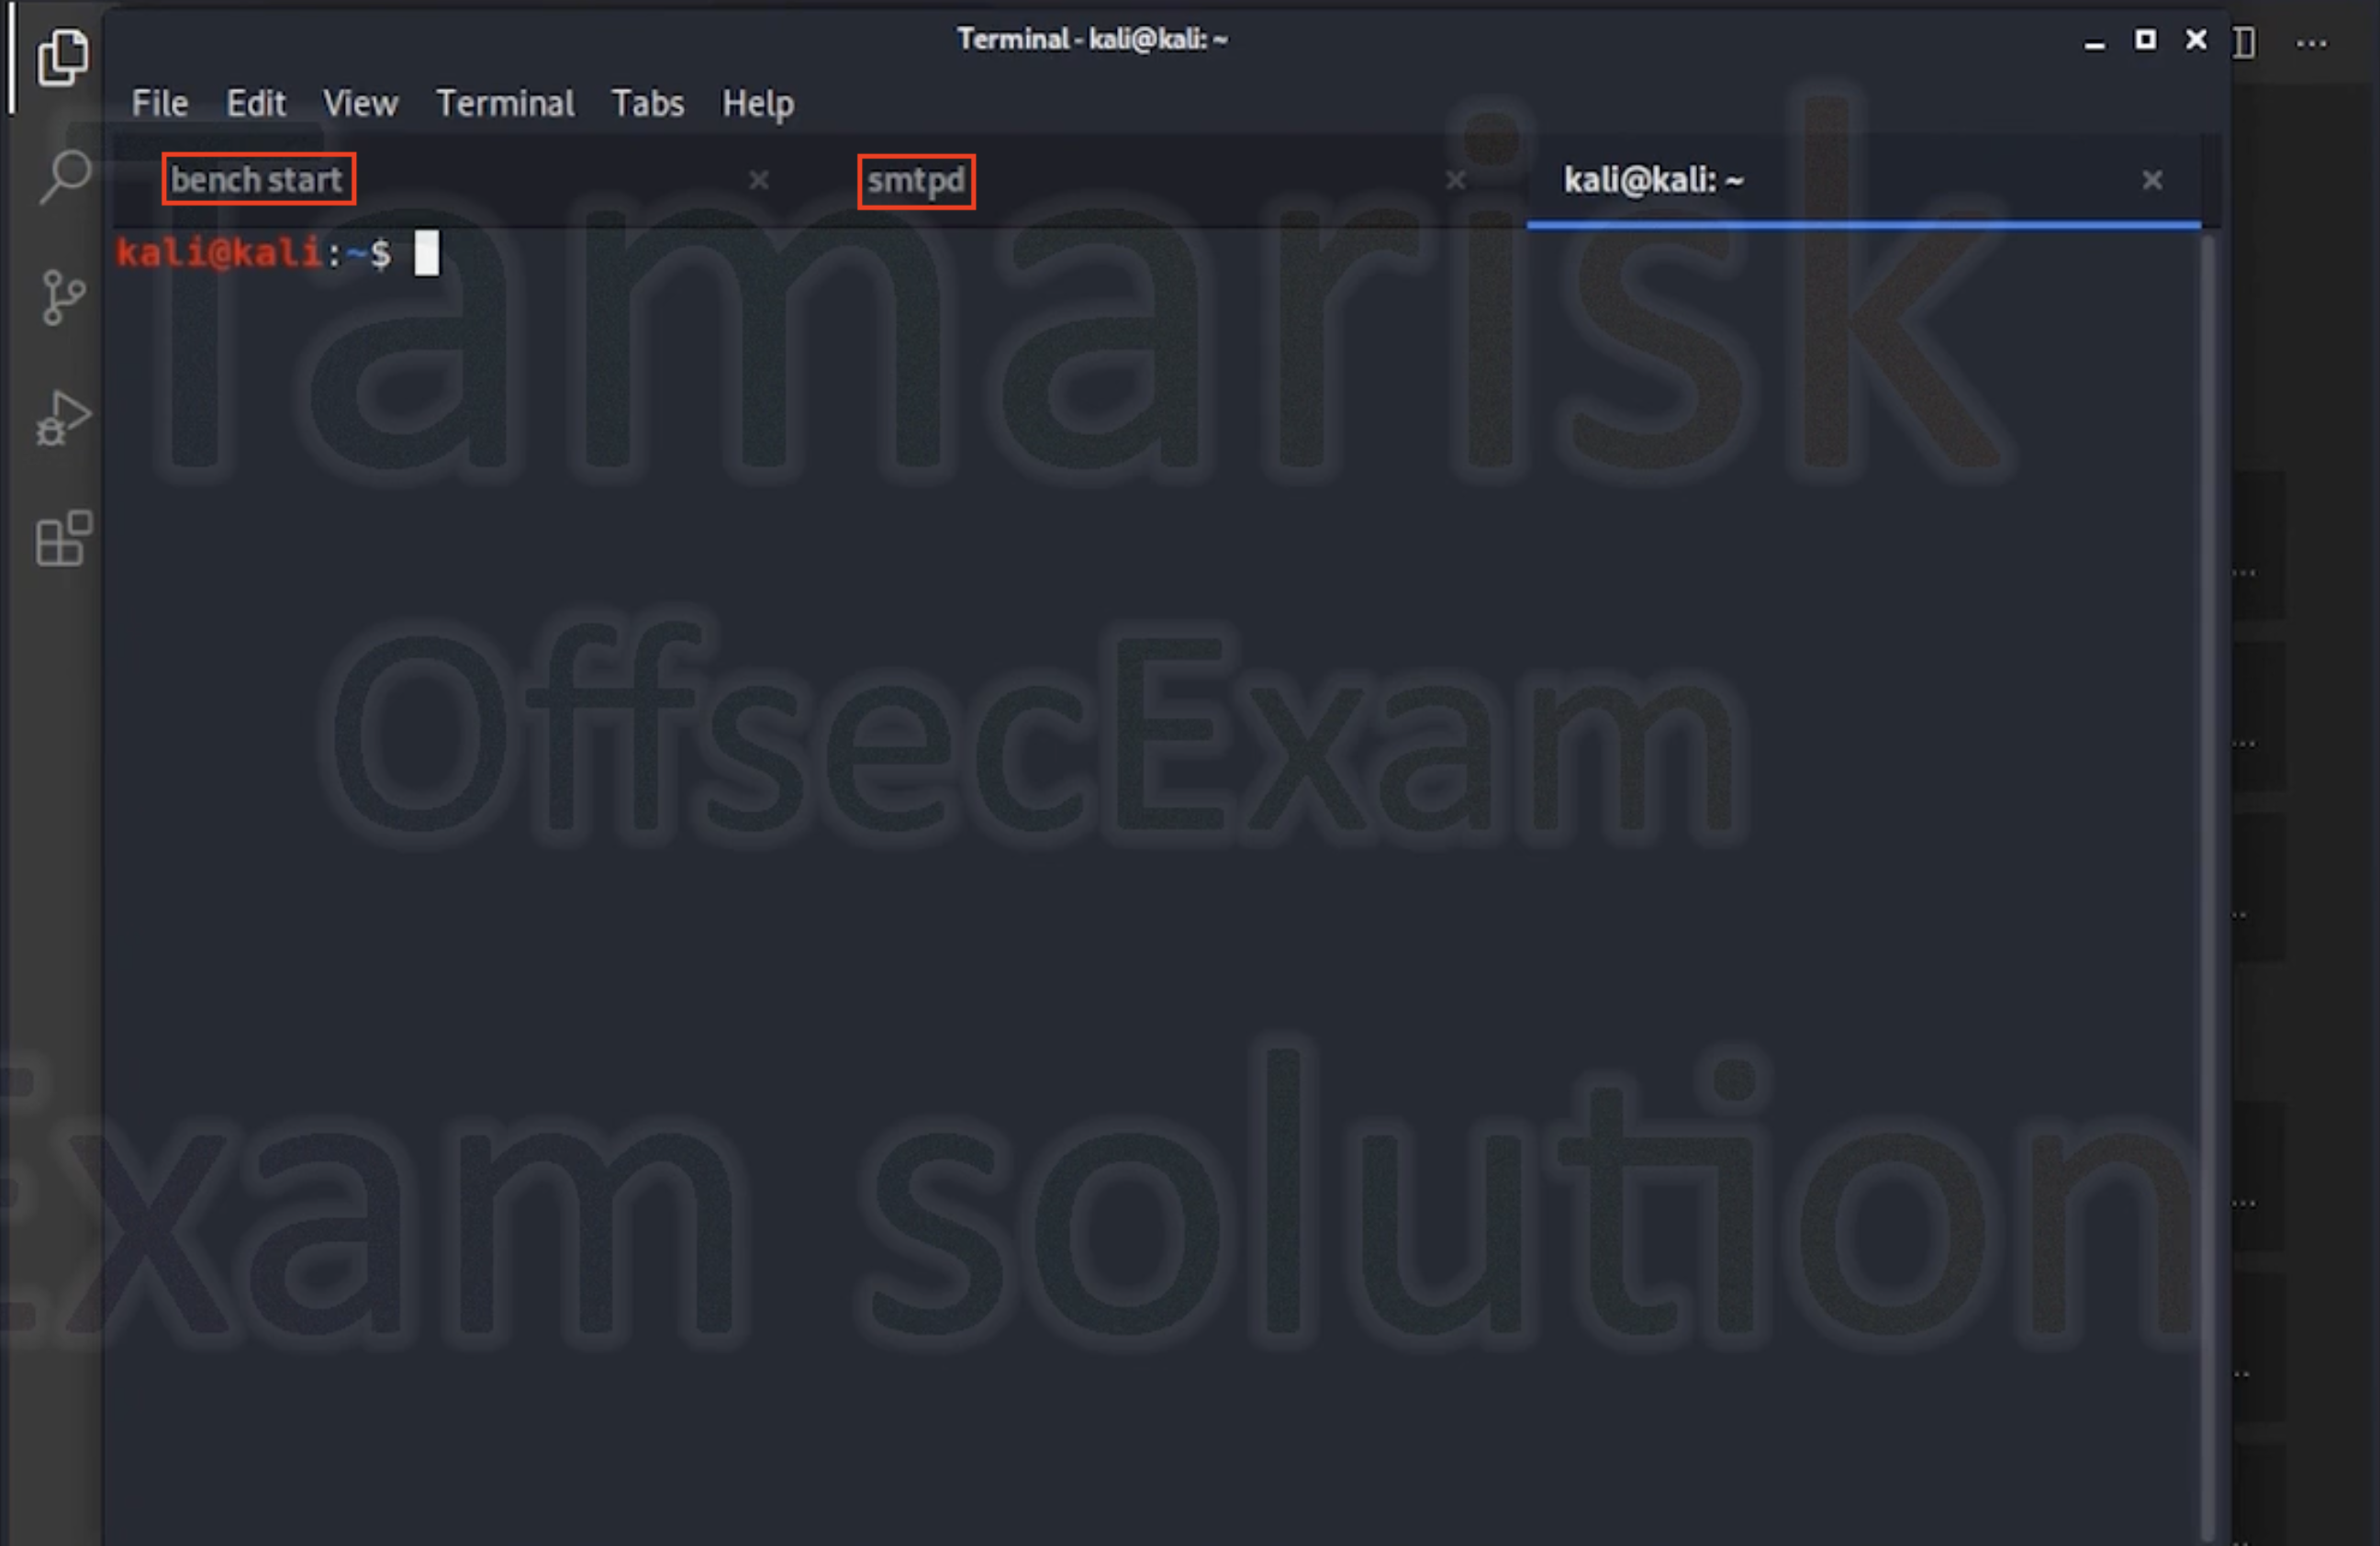 Terminal - kali@kali: ~
File Edit View Terminal Tabs Help
bench start smtpd kali@kali: ~
kali@kali:~$
Tamarisk
OffsecExam
Exam solution